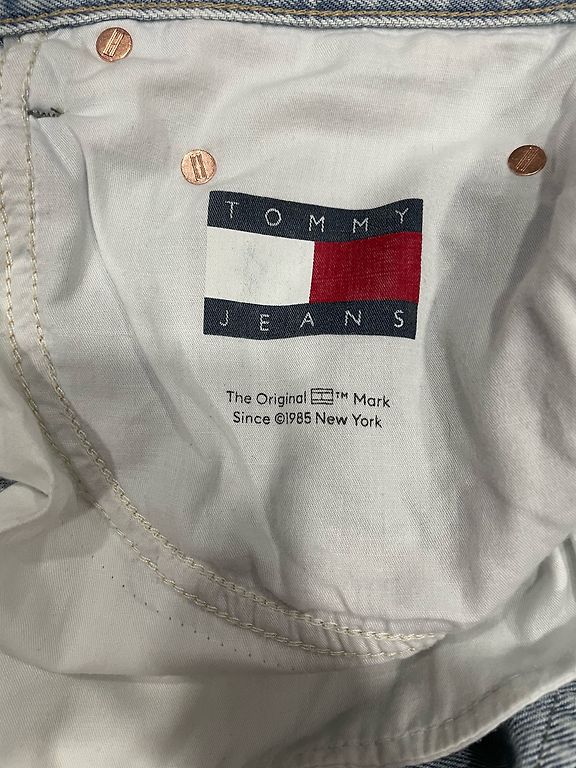 TOMMY
JEANS
The Original ™ Mark
Since ©1985 New York